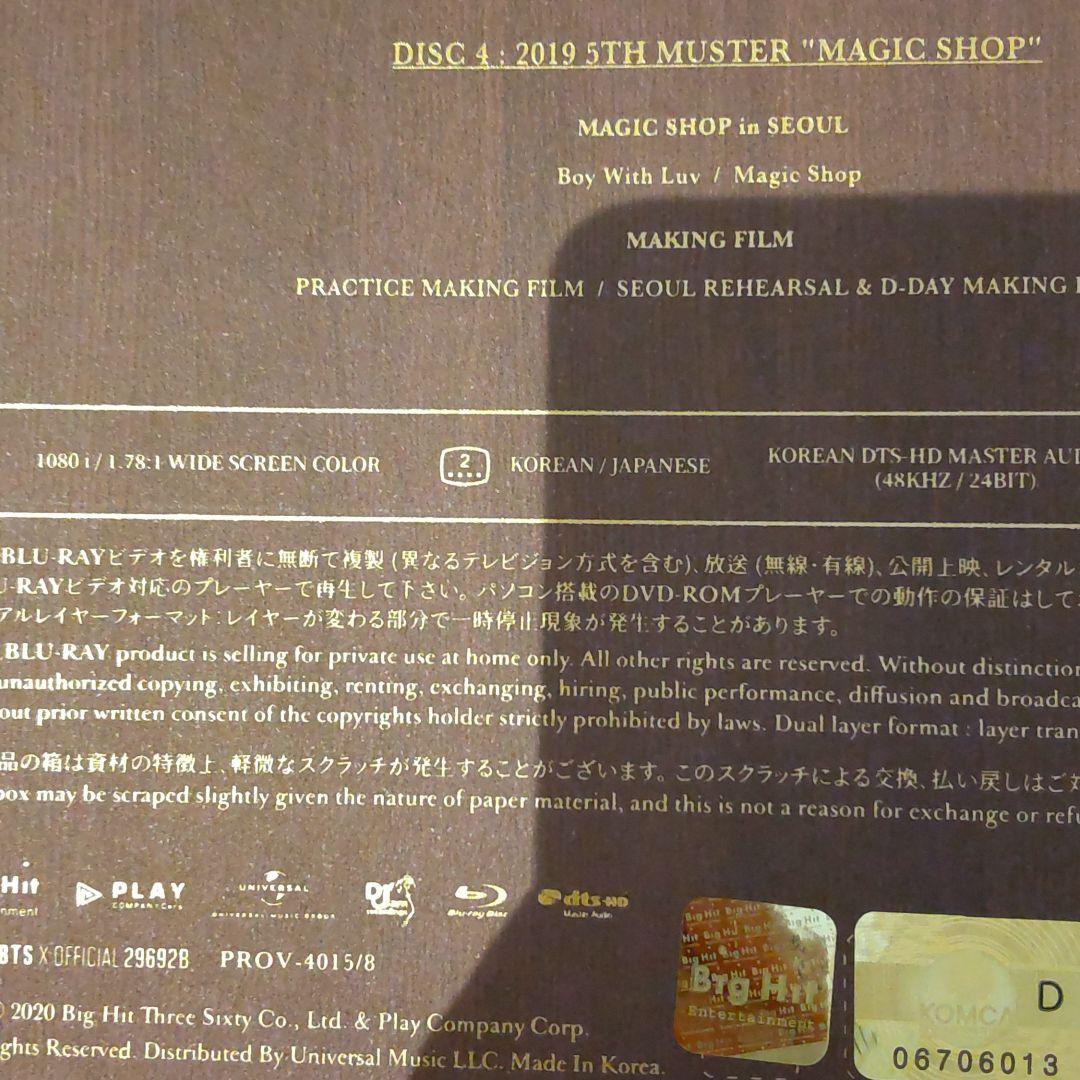 DISC 4 : 2019 5TH MUSTER "MAGIC SHOP"
MAGIC SHOP in SEOUL
Boy With Luv / Magic Shop
MAKING FILM
PRACTICE MAKING FILM / SEOUL REHEARSAL & D-DAY MAKING
1080 i / 1.78:1 WIDE SCREEN COLOR
2
KOREAN / JAPANESE
KOREAN DTS-HD MASTER AUD
(48KHZ / 24BIT)
BLU-RAYビデオを権利者に無断で複製 (異なるテレビジョン方式を含む)、放送 (無線・有線)、公開上映、レンタル
U-RAYビデオ対応のプレーヤーで再生して下さい。パソコン搭載のDVD-ROMプレーヤーでの動作の保証はして
アルレイヤーフォーマット:レイヤーが変わる部分で一時停止現象が発生することがあります。
BLU-RAY product is selling for private use at home only. All other rights are reserved. Without distinction
unauthorized copying, exhibiting, renting, exchanging, hiring, public performance, diffusion and broadca
out prior written consent of the copyrights holder strictly prohibited by laws. Dual layer format : layer tran
品の箱は資材の特徴上、軽微なスクラッチが発生することがございます。このスクラッチによる交換、払い戻しはご対
box may be scraped slightly given the nature of paper material, and this is not a reason for exchange or refu
Hit
nment
PLAY
COMPANY Corp.
UNIVERSAL
UNIVERSAL MUSIC GROUP
Def Jam
recordings
Blu-ray Disc
dts-HD
Master Audio
BTS X OFFICIAL 29692B
PROV-4015/8
© 2020 Big Hit Three Sixty Co., Ltd. & Play Company Corp.
ghts Reserved. Distributed By Universal Music LLC. Made In Korea.
Big Hit
Entertainment
KOMCA
D
06706013